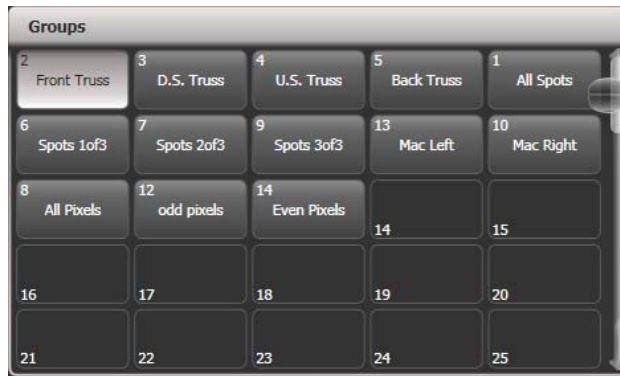 Groups
2 3 4 5 1
Front Truss D.S. Truss U.S. Truss Back Truss All Spots
6 7 9 13 10
Spots 1of3 Spots 2of3 Spots 3of3 Mac Left Mac Right
8 12 14
All Pixels odd pixels Even Pixels
14 15
16 17 18 19 20
21 22 23 24 25